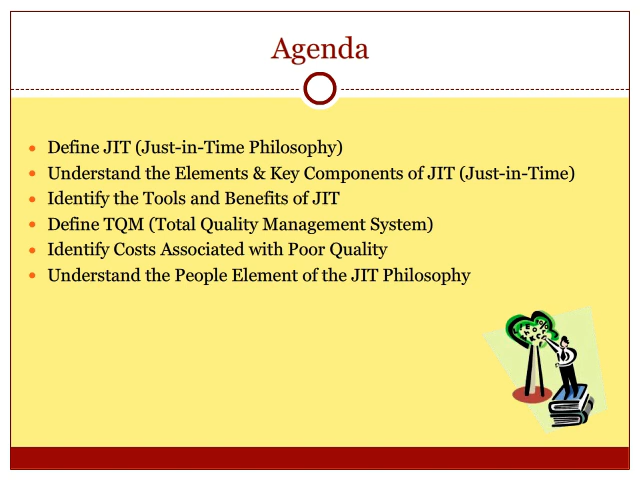 Agenda
Define JIT (Just-in-Time Philosophy)
Understand the Elements & Key Components of JIT (Just-in-Time)
Identify the Tools and Benefits of JIT
Define TQM (Total Quality Management System)
Identify Costs Associated with Poor Quality
Understand the People Element of the JIT Philosophy